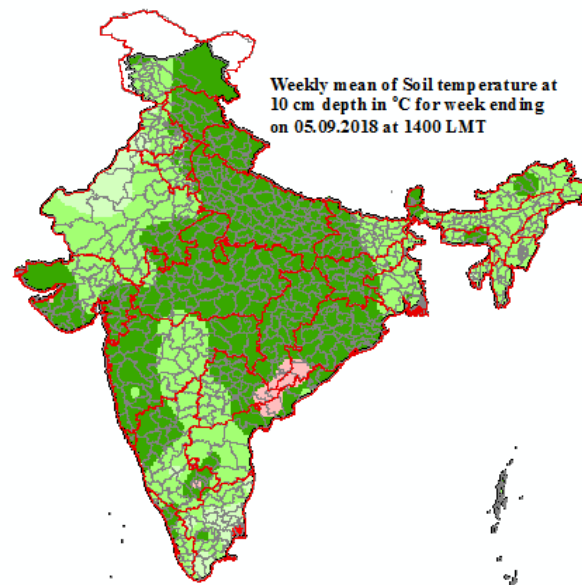 Weekly mean of Soil temperature at
10 cm depth in °C for week ending
on 05.09.2018 at 1400 LMT